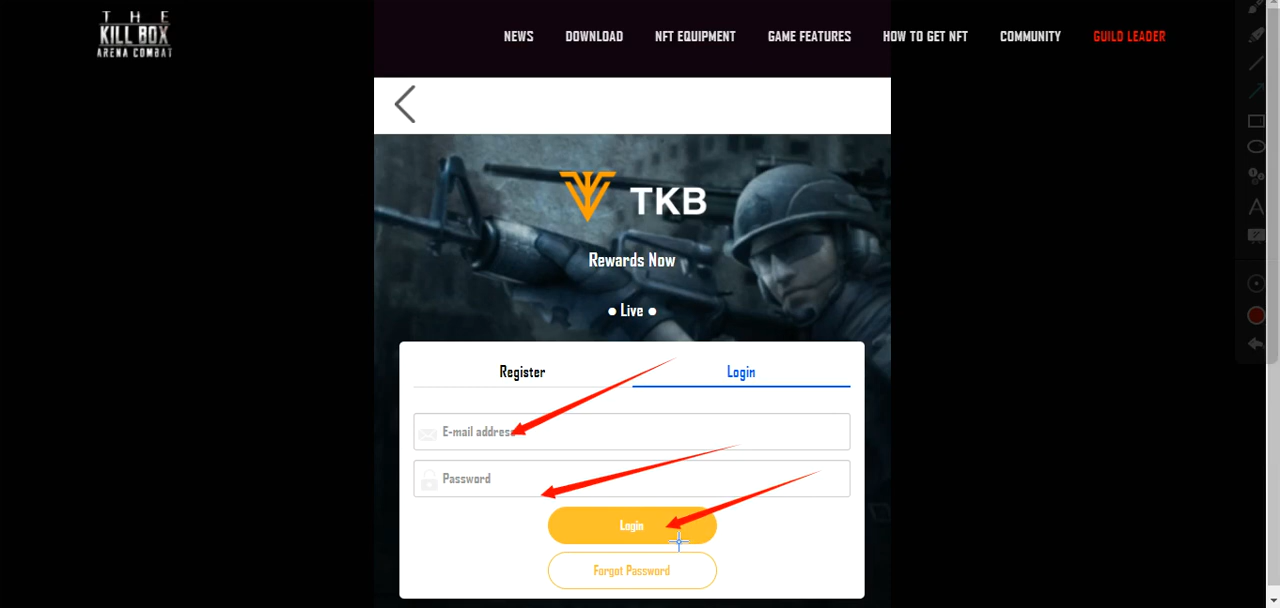 THE
KILL BOX
ARENA COMBAT
NEWS DOWNLOAD NFT EQUIPMENT GAME FEATURES HOW TO GET NFT COMMUNITY GUILD LEADER
TKB
Rewards Now
● Live ●
Register Login
E-mail address
Password
Login
Forgot Password